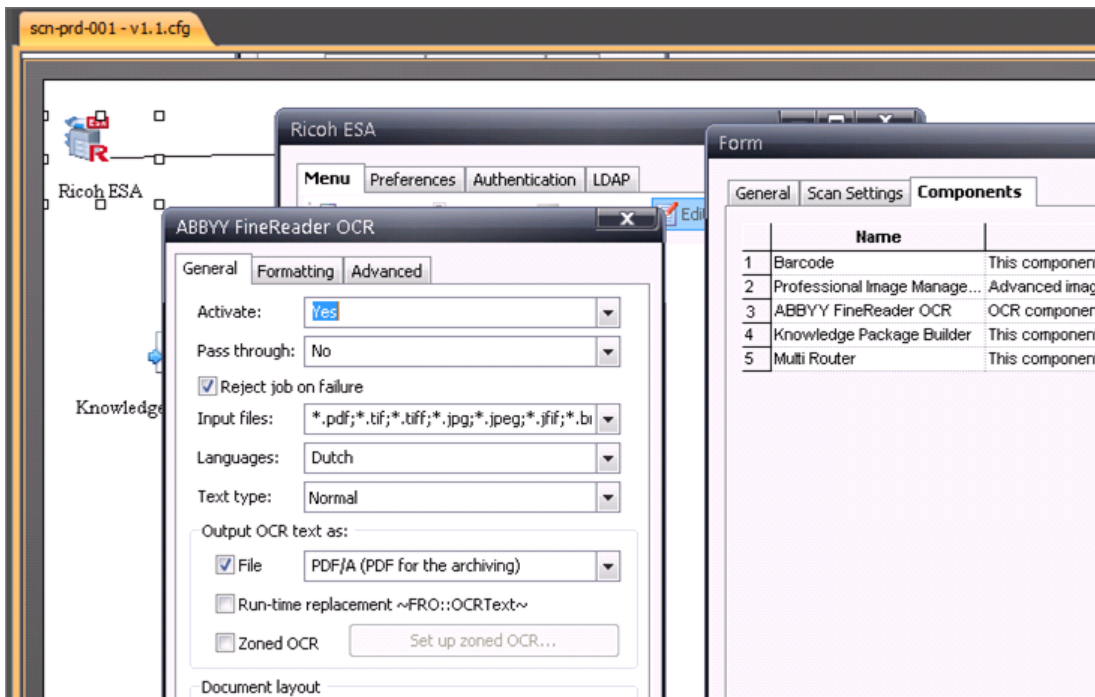 scn-prd-001 - v1.1.cfg
Ricoh ESA
Knowledge
Ricoh ESA
Menu Preferences Authentication LDAP
Edi
ABBYY FineReader OCR
General Formatting Advanced
Activate: Yes
Pass through: No
Reject job on failure
Input files: *.pdf;*.tif;*.tiff;*.jpg;*.jpeg;*.jfif;*.b
Languages: Dutch
Text type: Normal
Output OCR text as:
File PDF/A (PDF for the archiving)
Run-time replacement ~FRO::OCRText~
Zoned OCR Set up zoned OCR...
Document layout
Form
General Scan Settings Components
Name
1 Barcode This componen
2 Professional Image Manage... Advanced imag
3 ABBYY FineReader OCR OCR componen
4 Knowledge Package Builder This componen
5 Multi Router This componen